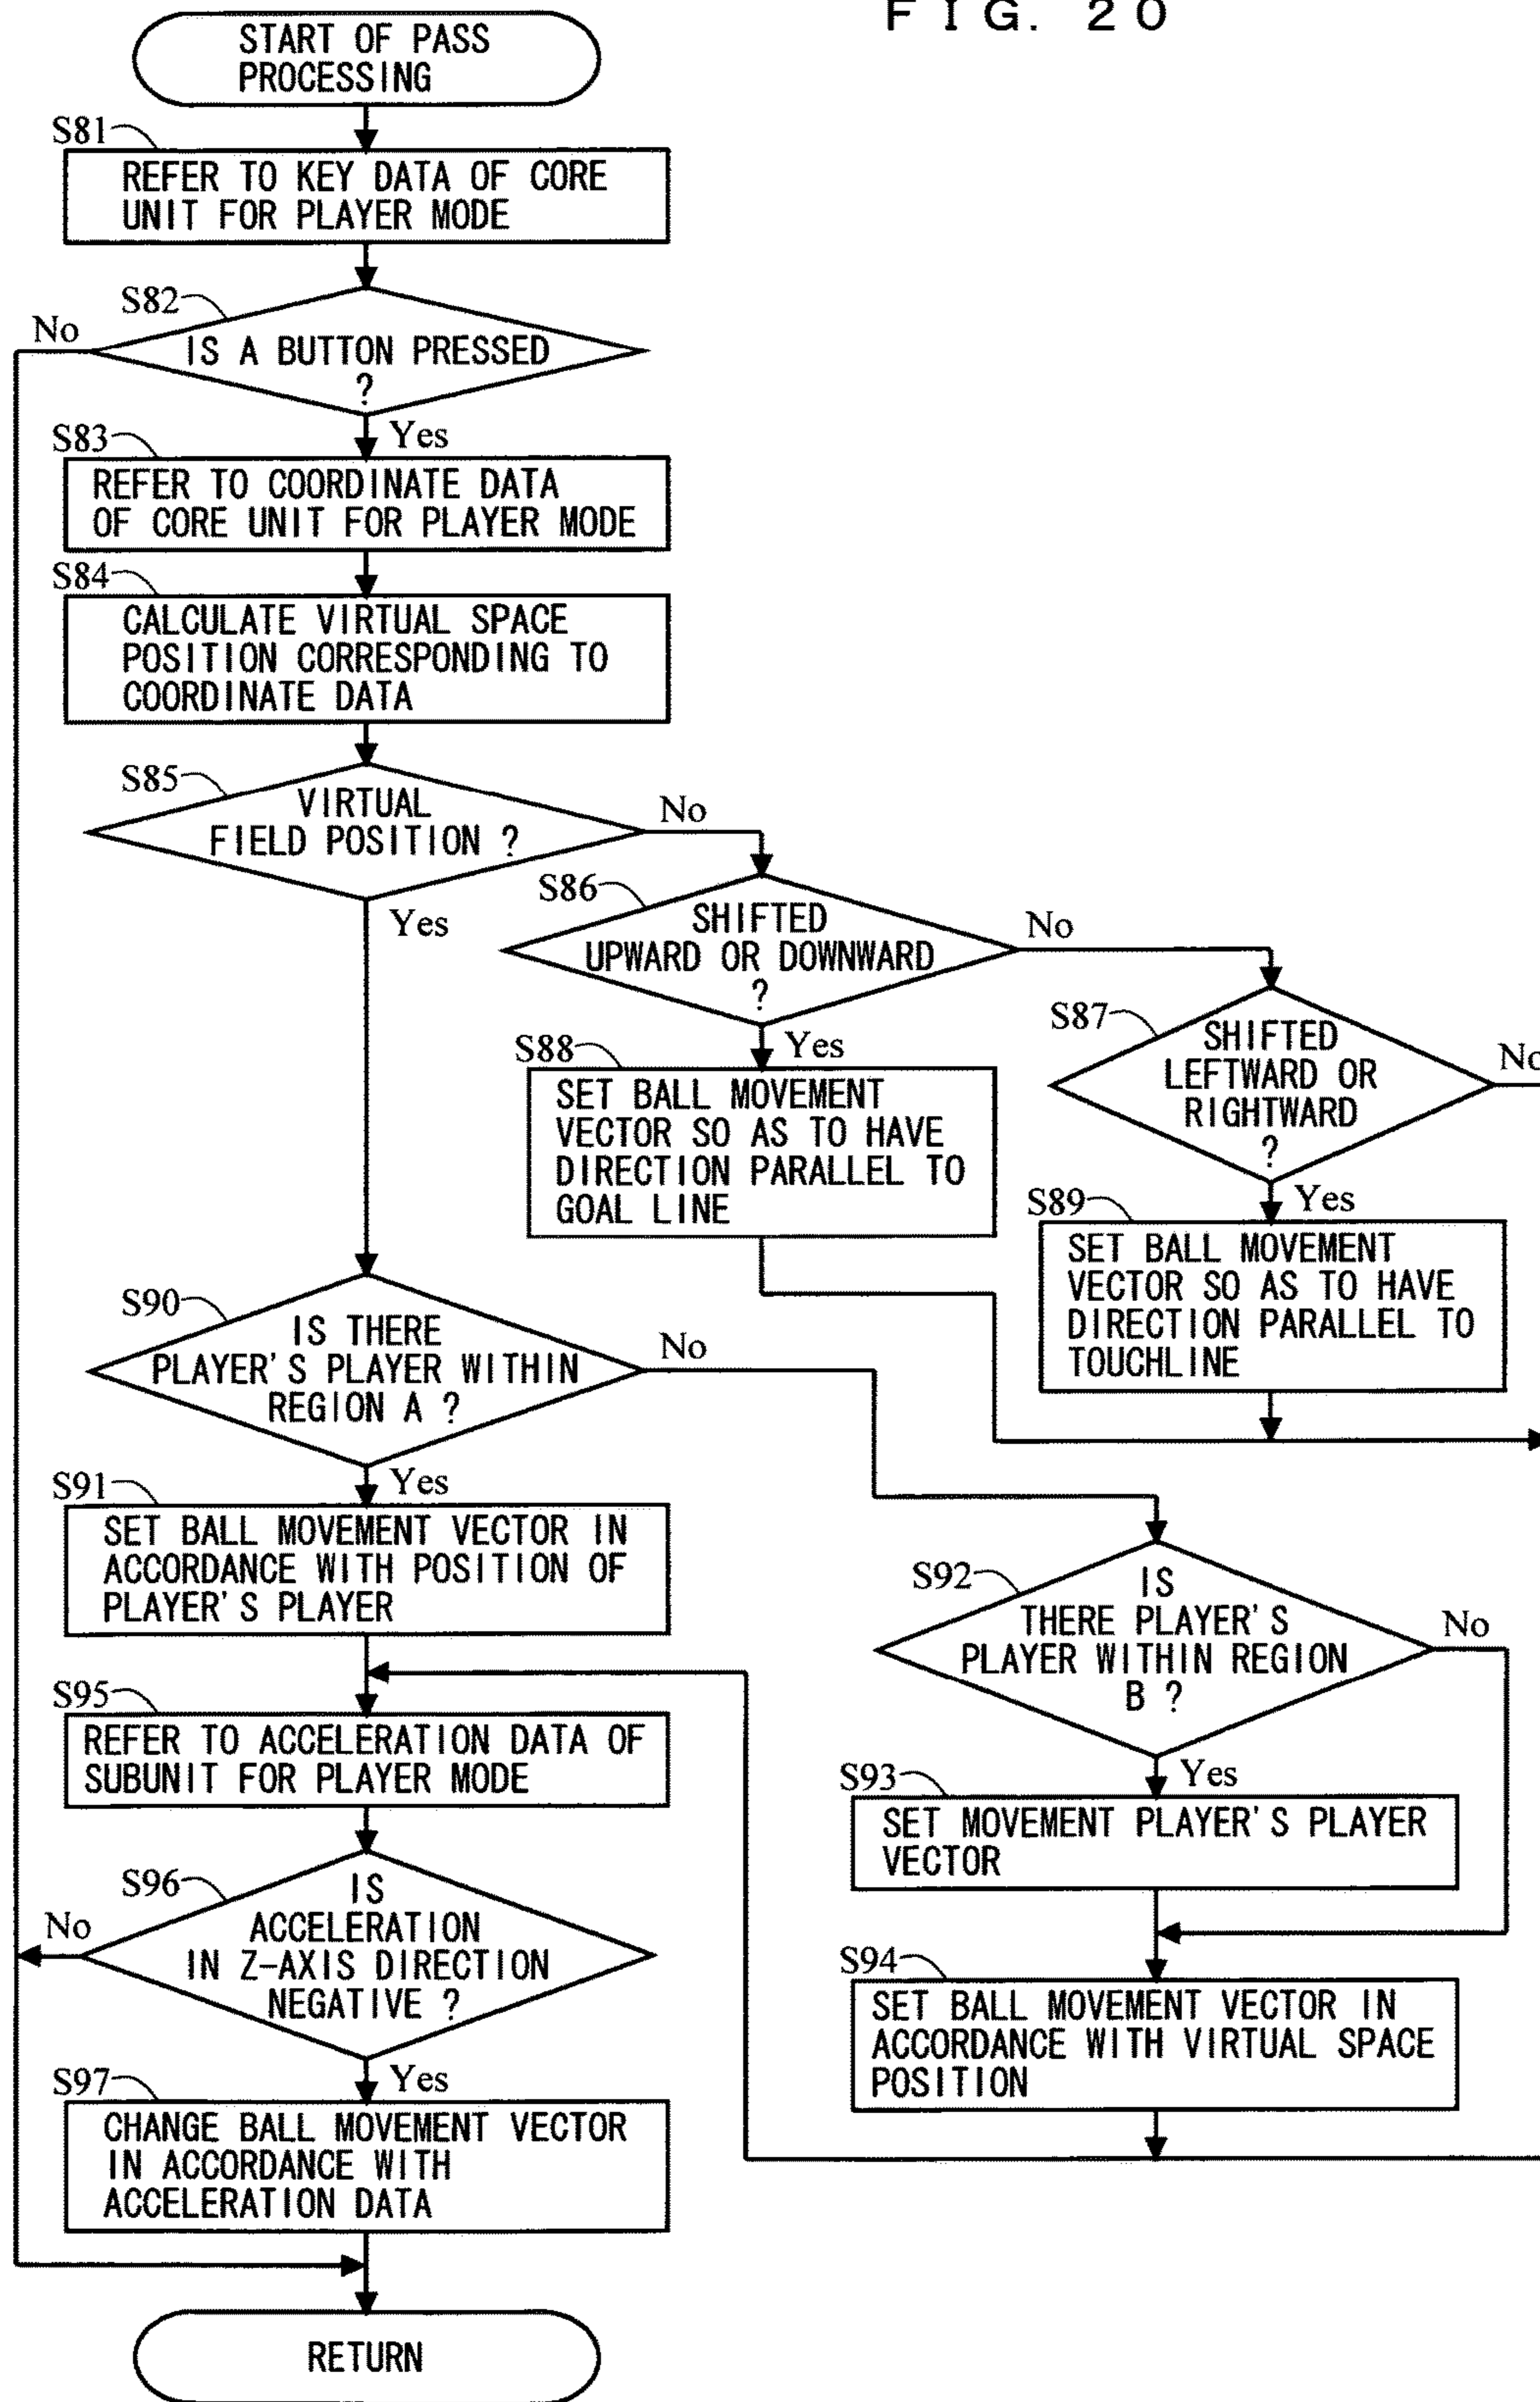 FIG. 20
START OF PASS
PROCESSING
S81
REFER TO KEY DATA OF CORE
UNIT FOR PLAYER MODE
S82
No
IS A BUTTON PRESSED
?
Yes
S83
REFER TO COORDINATE DATA
OF CORE UNIT FOR PLAYER MODE
S84
CALCULATE VIRTUAL SPACE
POSITION CORRESPONDING TO
COORDINATE DATA
S85
VIRTUAL
FIELD POSITION ?
No
Yes
S86
SHIFTED
UPWARD OR DOWNWARD
?
No
Yes
S87
SHIFTED
LEFTWARD OR
RIGHTWARD
?
No
Yes
S88
SET BALL MOVEMENT
VECTOR SO AS TO HAVE
DIRECTION PARALLEL TO
GOAL LINE
S89
SET BALL MOVEMENT
VECTOR SO AS TO HAVE
DIRECTION PARALLEL TO
TOUCHLINE
S90
IS THERE
PLAYER'S PLAYER WITHIN
REGION A ?
No
Yes
S91
SET BALL MOVEMENT VECTOR IN
ACCORDANCE WITH POSITION OF
PLAYER'S PLAYER
S92
IS
THERE PLAYER'S
PLAYER WITHIN REGION
B ?
No
Yes
S93
SET MOVEMENT PLAYER'S PLAYER
VECTOR
S94
SET BALL MOVEMENT VECTOR IN
ACCORDANCE WITH VIRTUAL SPACE
POSITION
S95
REFER TO ACCELERATION DATA OF
SUBUNIT FOR PLAYER MODE
S96
IS
ACCELERATION
IN Z-AXIS DIRECTION
NEGATIVE ?
No
Yes
S97
CHANGE BALL MOVEMENT VECTOR
IN ACCORDANCE WITH
ACCELERATION DATA
RETURN